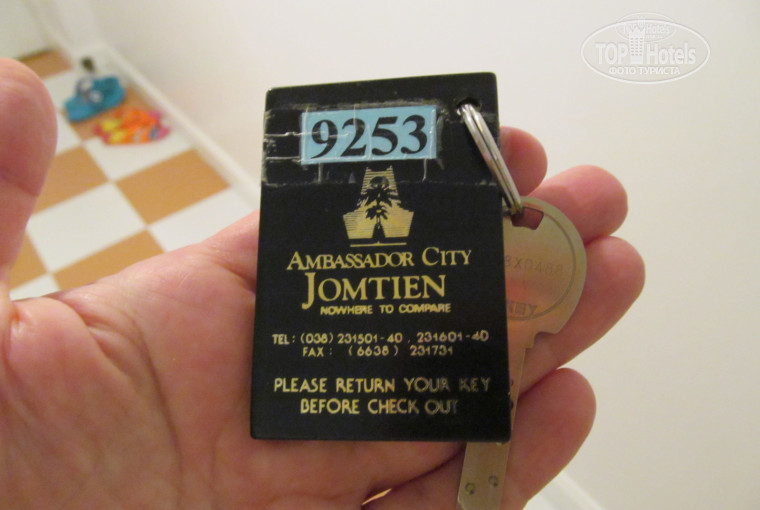 TOP Hotels
ФОТО ТУРИСТА
9253
AMBASSADOR CITY
JOMTIEN
NOWHERE TO COMPARE
TEL: (038) 231501-40, 231601-40
FAX: (6638) 231731
PLEASE RETURN YOUR KEY
BEFORE CHECK OUT